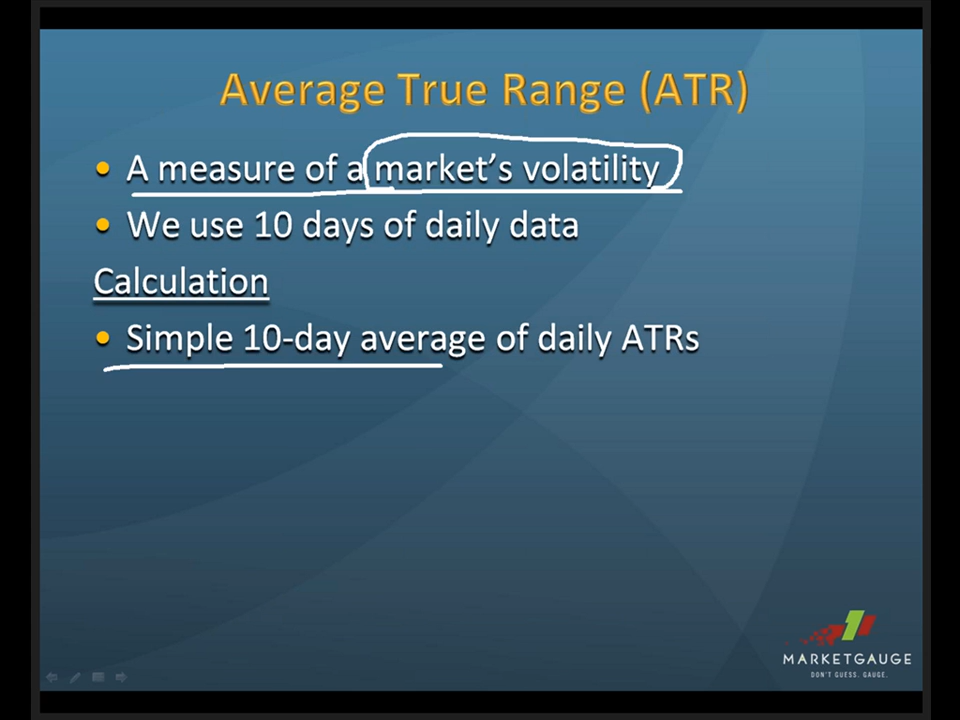 Average True Range (ATR)
• A measure of a market's volatility
• We use 10 days of daily data
Calculation
• Simple 10-day average of daily ATRs
MARKETGAUGE
DON'T GUESS. GAUGE.